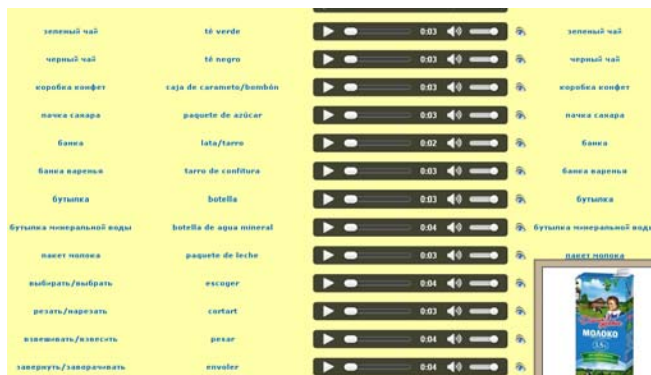 зеленый чай té verde 0:03 зеленый чай
черный чай té negro 0:03 черный чай
коробка конфет caja de carameto/bombón 0:03 коробка конфет
пачка сахара paquete de azúcar 0:03 пачка сахара
банка lata/tarro 0:02 банка
банка варенья tarro de confitura 0:03 банка варенья
бутылка botella 0:03 бутылка
бутылка минеральной воды botella de agua mineral 0:04 бутылка минеральной воды
пакет молока paquete de leche 0:03 пакет молока
выбирать/выбрать escoger 0:04
резать/нарезать cortart 0:03
взвешивать/взвесить pesar 0:04
завернуть/заворачивать envoler 0:04
МОЛОКО